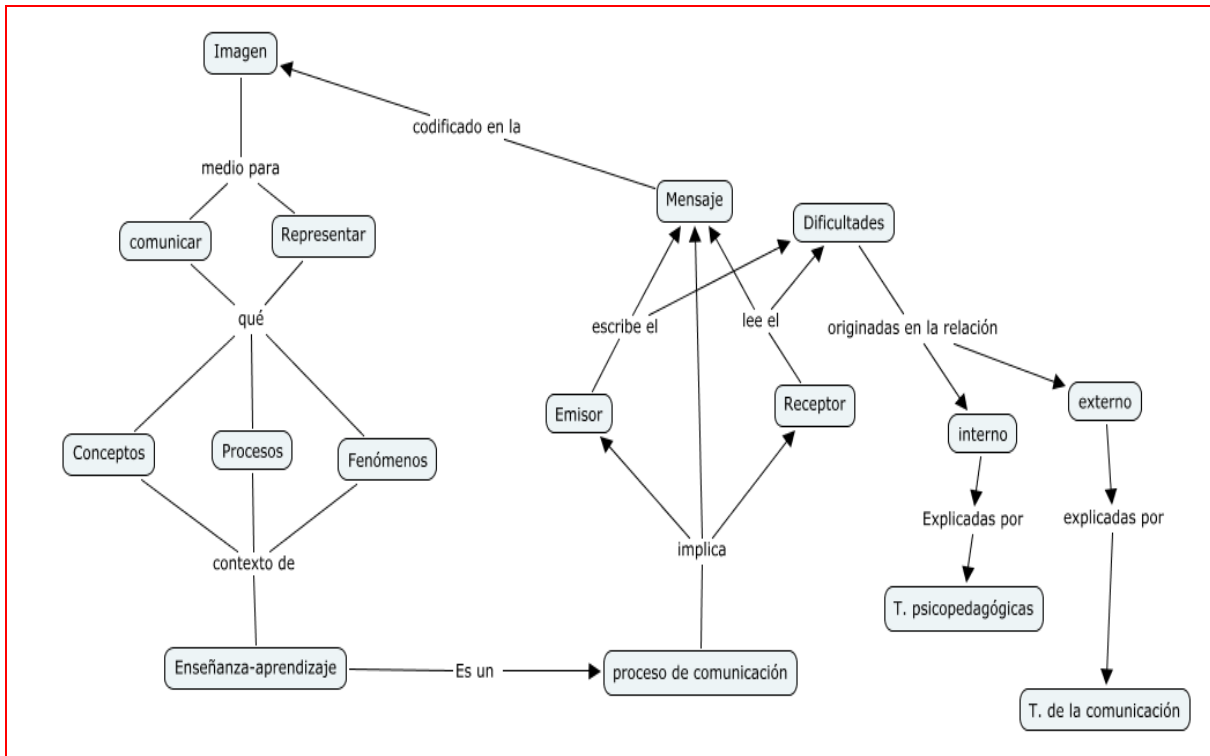 Imagen
codificado en la
medio para
Mensaje
Dificultades
comunicar
Representar
qué
escribe el
lee el
originadas en la relación
Emisor
Receptor
externo
interno
Conceptos
Procesos
Fenómenos
Explicadas por
explicadas por
contexto de
implica
T. psicopedagógicas
Enseñanza-aprendizaje
Es un
proceso de comunicación
T. de la comunicación